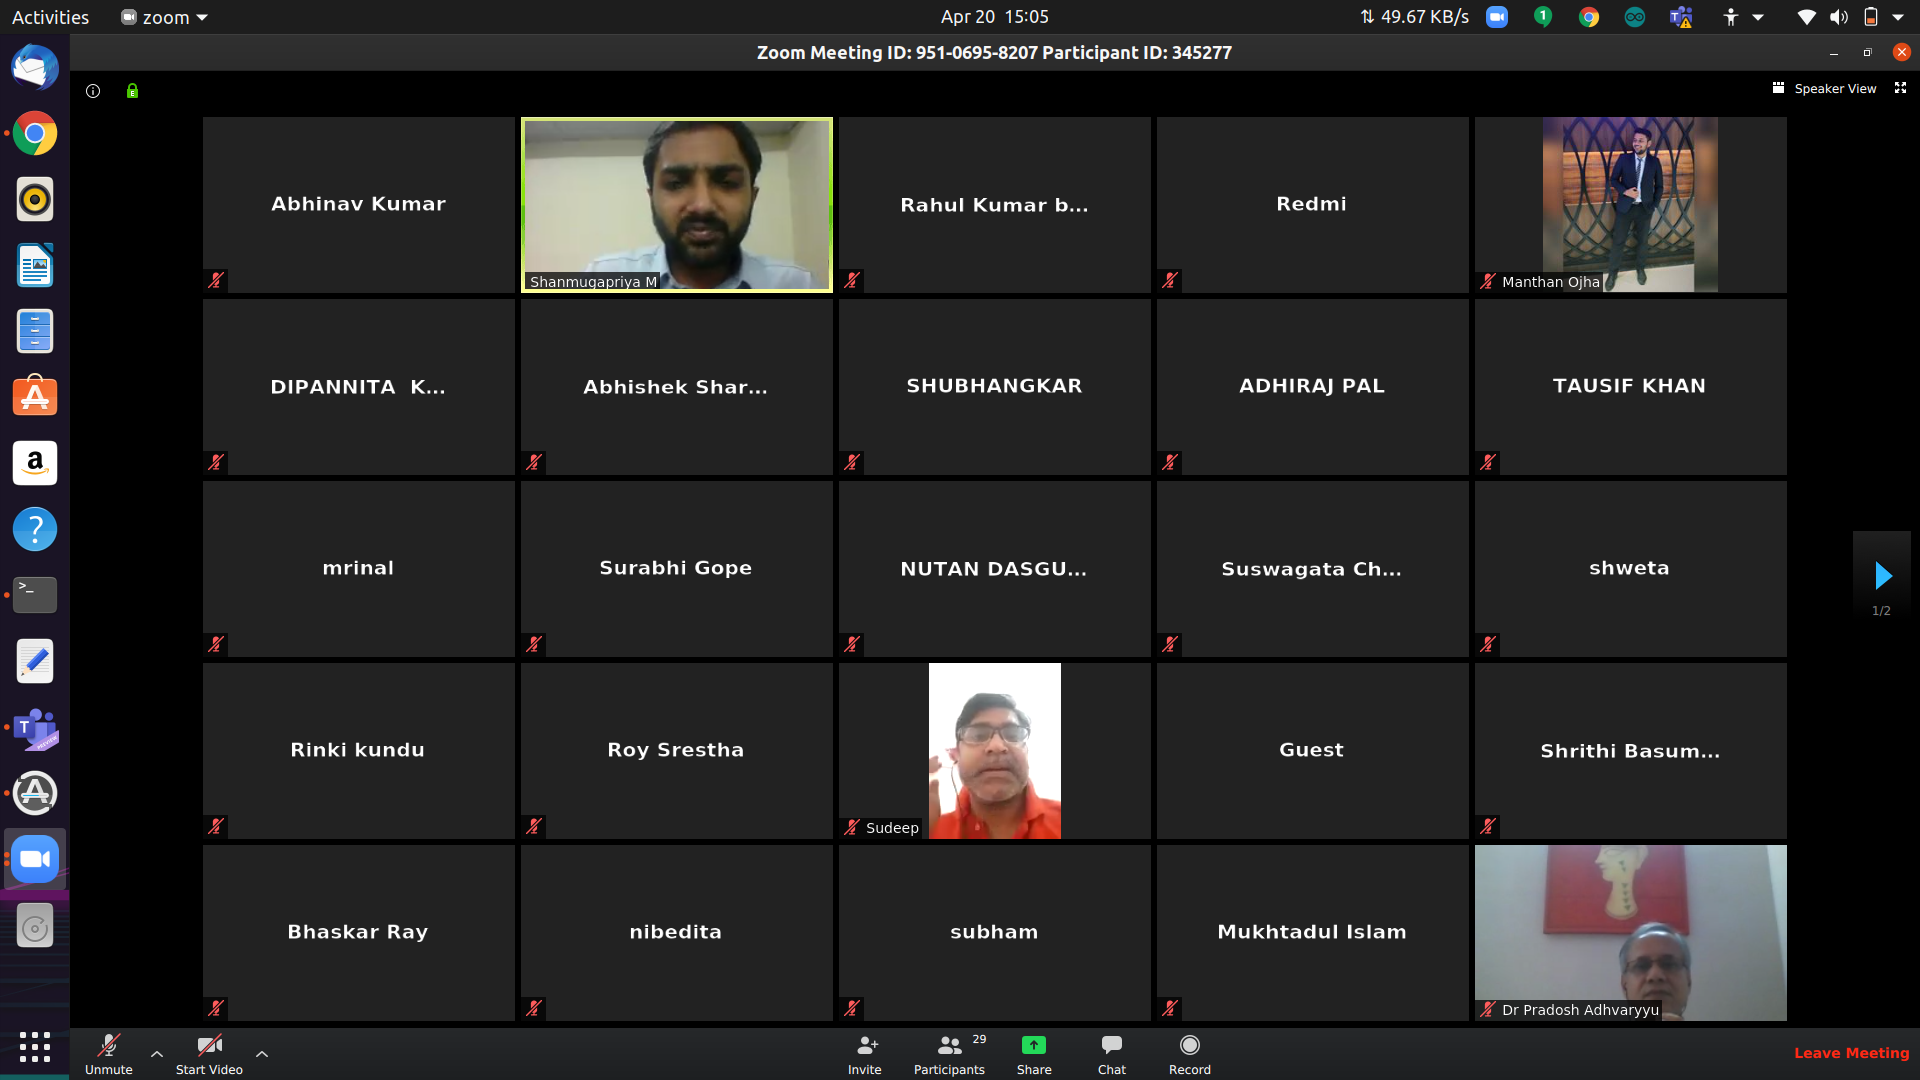 Activities zoom Apr 20 15:05 49.67 KB/s 1
Zoom Meeting ID: 951-0695-8207 Participant ID: 345277
Speaker View
Abhinav Kumar
Shanmugapriya M
Rahul Kumar b...
Redmi
Manthan Ojha
DIPANNITA K...
Abhishek Shar...
SHUBHANGKAR
ADHIRAJ PAL
TAUSIF KHAN
mrinal
Surabhi Gope
NUTAN DASGU...
Suswagata Ch...
shweta
1/2
Rinki kundu
Roy Srestha
Sudeep
Guest
Shrithi Basum...
Bhaskar Ray
nibedita
subham
Mukhtadul Islam
Dr Pradosh Adhvaryyu
Unmute
Start Video
Invite
29
Participants
Share
Chat
Record
Leave Meeting